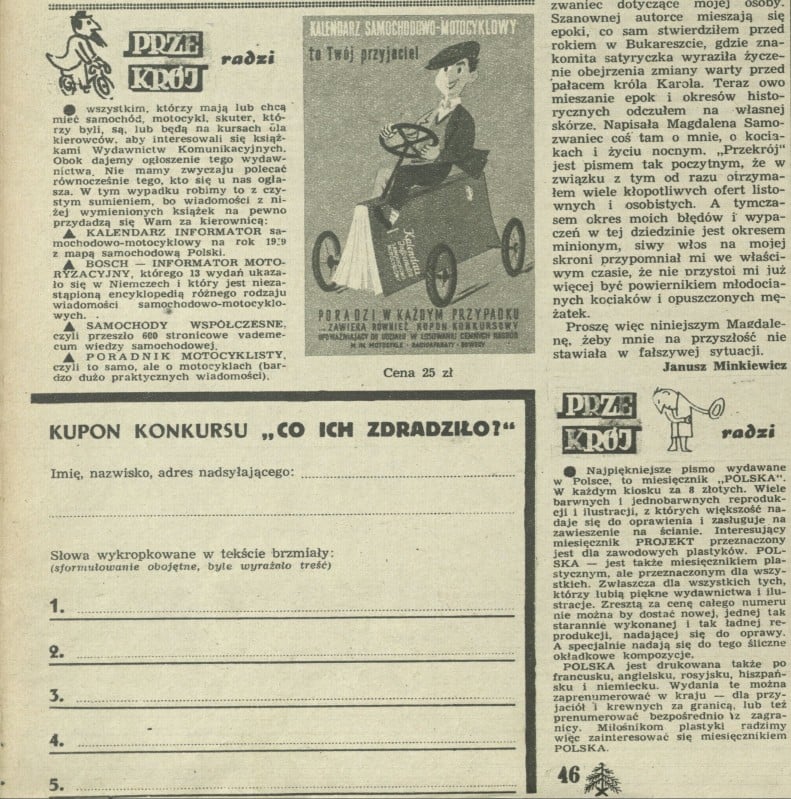 PRZE
KRÓJ
radzi
● wszystkim, którzy mają lub chcą
mieć samochód, motocykl, skuter, któ-
rzy byli, są, lub będą na kursach dla
kierowców, aby interesowali się książ-
kami Wydawnictw Komunikacyjnych.
Obok dajemy ogłoszenie tego wydaw-
nictwa. Nie mamy zwyczaju polecać
równocześnie tego, kto się u nas ogła-
sza. W tym wypadku robimy to z czy-
stym sumieniem, bo wiadomości z ni-
żej wymienionych książek na pewno
przydadzą się Wam za kierownicą:
▲ KALENDARZ INFORMATOR sa-
mochodowo-motocyklowy na rok 1959
z mapą samochodową Polski.
▲ BOSCH — INFORMATOR MOTO-
RYZACYJNY, którego 13 wydań ukaza-
ło się w Niemczech i który jest nieza-
stąpioną encyklopedią różnego rodzaju
wiadomości samochodowo-motocyklo-
wych.
▲ SAMOCHODY WSPÓŁCZESNE,
czyli przeszło 600 stronicowe vademe-
cum wiedzy samochodowej.
▲ PORADNIK MOTOCYKLISTY,
czyli to samo, ale o motocyklach (bar-
dzo dużo praktycznych wiadomości).
KALENDARZ SAMOCHODOWO-MOTOCYKLOWY
to Twój przyjaciel
Kalendarz
PORADZI W KAŻDYM PRZYPADKU
...ZAWIERA RÓWNIEŻ KUPON KONKURSOWY
UPOWAŻNIAJĄCY DO UDZIAŁU W LOSOWANIU CENNYCH NAGRÓD
M. IN. MOTOCYKLE - RADIOAPARATY - ROWERY
Cena 25 zł
zwaniec dotyczące mojej osoby.
Szanownej autorce mieszają się
epoki, co sam stwierdziłem przed
rokiem w Bukareszcie, gdzie zna-
komita satyryczka wyraziła życze-
nie obejrzenia zmiany warty przed
pałacem króla Karola. Teraz owo
mieszanie epok i okresów histo-
rycznych odczułem na własnej
skórze. Napisała Magdalena Samo-
zwaniec coś tam o mnie, o kocia-
kach i życiu nocnym. „Przekrój”
jest pismem tak poczytnym, że w
związku z tym od razu otrzyma-
łem wiele kłopotliwych ofert listo-
wnych i osobistych. A tymcza-
sem okres moich błędów i wypa-
czeń w tej dziedzinie jest okresem
minionym, siwy włos na mojej
skroni przypomniał mi we właści-
wym czasie, że nie przystoi mi już
więcej być powiernikiem młodocia-
nych kociaków i opuszczonych mę-
żatek.
Proszę więc niniejszym Magdale-
nę, żeby mnie na przyszłość nie
stawiała w fałszywej sytuacji.
Janusz Minkiewicz
KUPON KONKURSU „CO ICH ZDRADZIŁO?“
Imię, nazwisko, adres nadsyłającego:
Słowa wykropkowane w tekście brzmiały:
(sformułowanie obojętne, byle wyrażało treść)
1.
2.
3.
4.
5.
PRZE
KRÓJ
radzi
● Najpiękniejsze pismo wydawane
w Polsce, to miesięcznik „POLSKA“.
W każdym kiosku za 8 złotych. Wiele
barwnych i jednobarwnych reproduk-
cji i ilustracji, z których większość na-
daje się do oprawienia i zasługuje na
zawieszenie na ścianie. Interesujący
miesięcznik PROJEKT przeznaczony
jest dla zawodowych plastyków. POL-
SKA — jest także miesięcznikiem pla-
stycznym, ale przeznaczonym dla wszy-
stkich. Zwłaszcza dla wszystkich tych,
którzy lubią piękne wydawnictwa i ilu-
stracje. Zresztą za cenę całego numeru
nie można by dostać nowej, jednej tak
starannie wykonanej i tak ładnej re-
produkcji, nadającej się do oprawy.
A specjalnie nadają się do tego śliczne
okładkowe kompozycje.
POLSKA jest drukowana także po
francusku, angielsku, rosyjsku, hiszpań-
sku i niemiecku. Wydania te można
zaprenumerować w kraju — dla przy-
jaciół i krewnych za granicą, lub też
prenumerować bezpośrednio iz zagra-
nicy. Miłośnikom plastyki radzimy
więc zainteresować się miesięcznikiem
POLSKA.
46